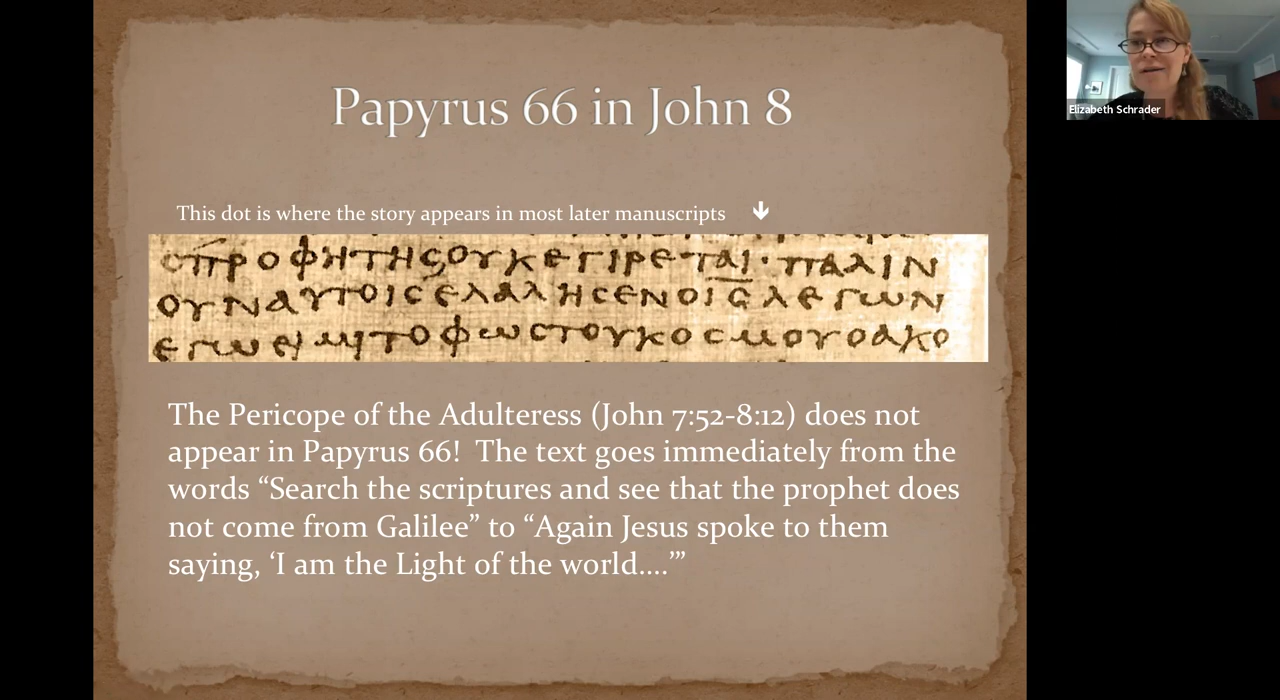 Papyrus 66 in John 8
This dot is where the story appears in most later manuscripts
οπροφητηϲουκεγιρεται·παλιν
ουναυτοιϲελαληϲενοιϲ̅λεγων
εγωειμιτοφωϲτουκοϲμουοακο
The Pericope of the Adulteress (John 7:52-8:12) does not
appear in Papyrus 66!  The text goes immediately from the
words “Search the scriptures and see that the prophet does
not come from Galilee” to “Again Jesus spoke to them
saying, ‘I am the Light of the world....’”
Elizabeth Schrader